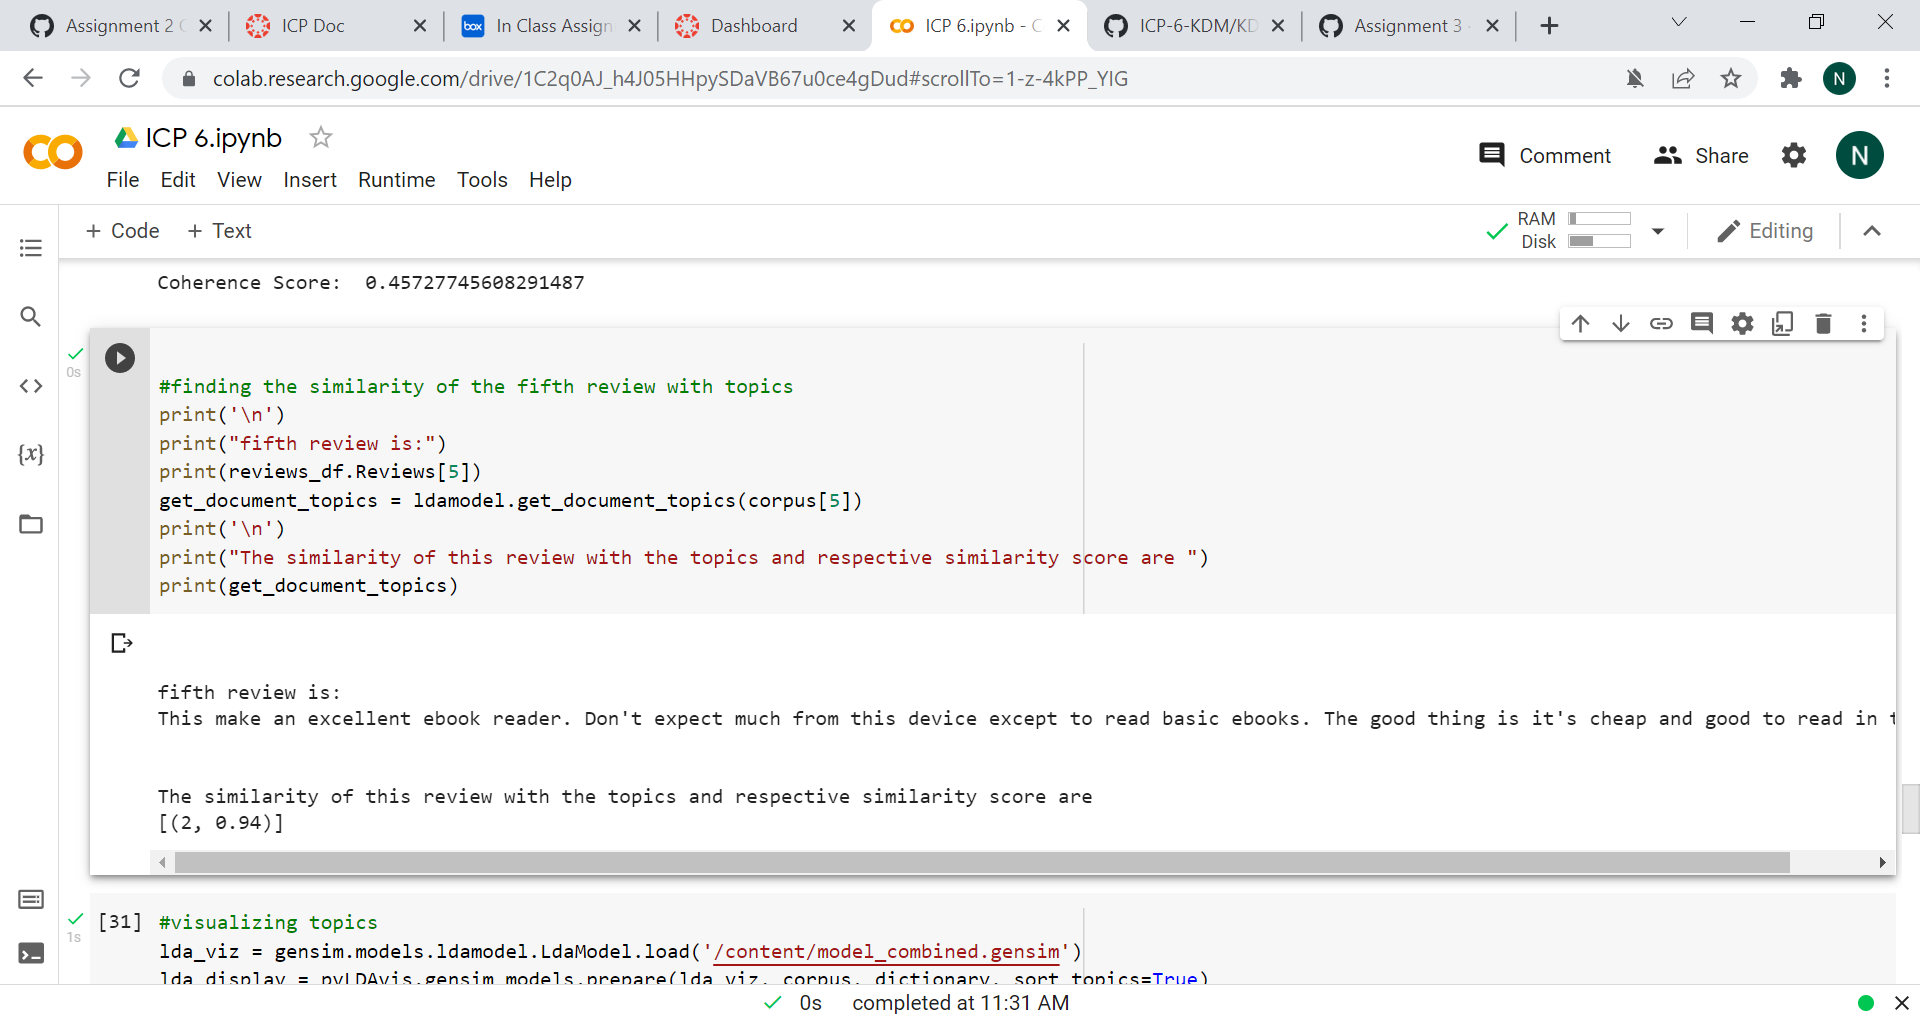 Assignment 2
ICP Doc
In Class Assign
Dashboard
ICP 6.ipynb - C
ICP-6-KDM/KD
Assignment 3
colab.research.google.com/drive/1C2q0AJ_h4J05HHpySDaVB67u0ce4gDud#scrollTo=1-z-4kPP_YIG
N
ICP 6.ipynb
Comment
Share
N
File Edit View Insert Runtime Tools Help
+ Code + Text
RAM
Disk
Editing
Coherence Score:  0.45727745608291487
0s
#finding the similarity of the fifth review with topics
print('\n')
print("fifth review is:")
print(reviews_df.Reviews[5])
get_document_topics = ldamodel.get_document_topics(corpus[5])
print('\n')
print("The similarity of this review with the topics and respective similarity score are ")
print(get_document_topics)
fifth review is:
This make an excellent ebook reader. Don't expect much from this device except to read basic ebooks. The good thing is it's cheap and good to read in t
The similarity of this review with the topics and respective similarity score are
[(2, 0.94)]
1s
[31] #visualizing topics
lda_viz = gensim.models.ldamodel.LdaModel.load('/content/model_combined.gensim')
lda_display = pyLDAvis.gensim_models.prepare(lda_viz, corpus, dictionary, sort_topics=True)
0s completed at 11:31 AM